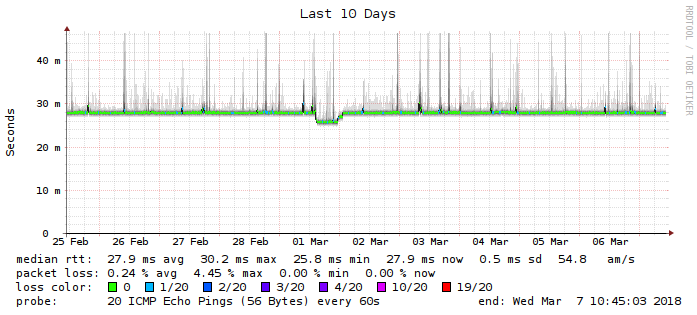 Last 10 Days
RRDTOOL / TOBI OETIKER
Seconds
40 m
30 m
20 m
10 m
0
25 Feb 26 Feb 27 Feb 28 Feb 01 Mar 02 Mar 03 Mar 04 Mar 05 Mar 06 Mar
median rtt: 27.9 ms avg 30.2 ms max 25.8 ms min 27.9 ms now 0.5 ms sd 54.8 am/s
packet loss: 0.24 % avg 4.45 % max 0.00 % min 0.00 % now
loss color: 0 1/20 2/20 3/20 4/20 10/20 19/20
probe: 20 ICMP Echo Pings (56 Bytes) every 60s end: Wed Mar 7 10:45:03 2018